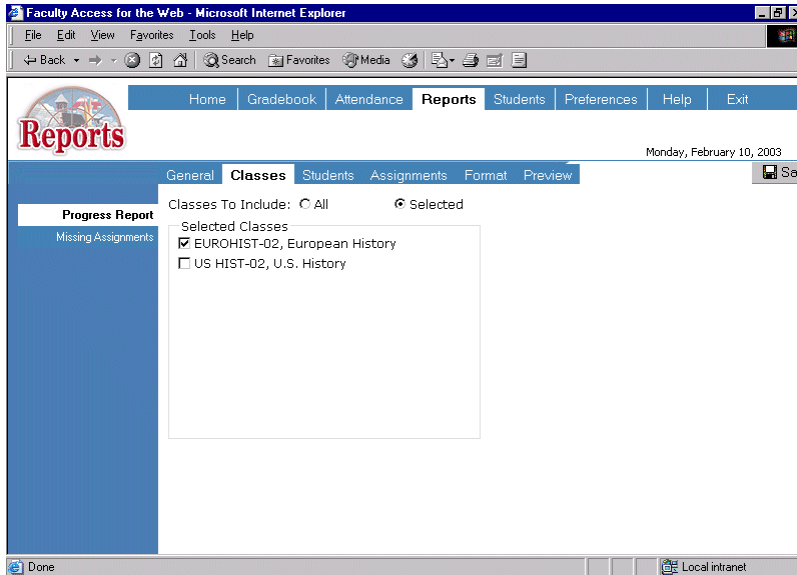 Faculty Access for the Web - Microsoft Internet Explorer
File Edit View Favorites Tools Help
Back Search Favorites Media
Home Gradebook Attendance Reports Students Preferences Help Exit
Reports
Monday, February 10, 2003
General Classes Students Assignments Format Preview Sa
Progress Report
Missing Assignments
Classes To Include: All Selected
Selected Classes
EUROHIST-02, European History
US HIST-02, U.S. History
Done Local intranet